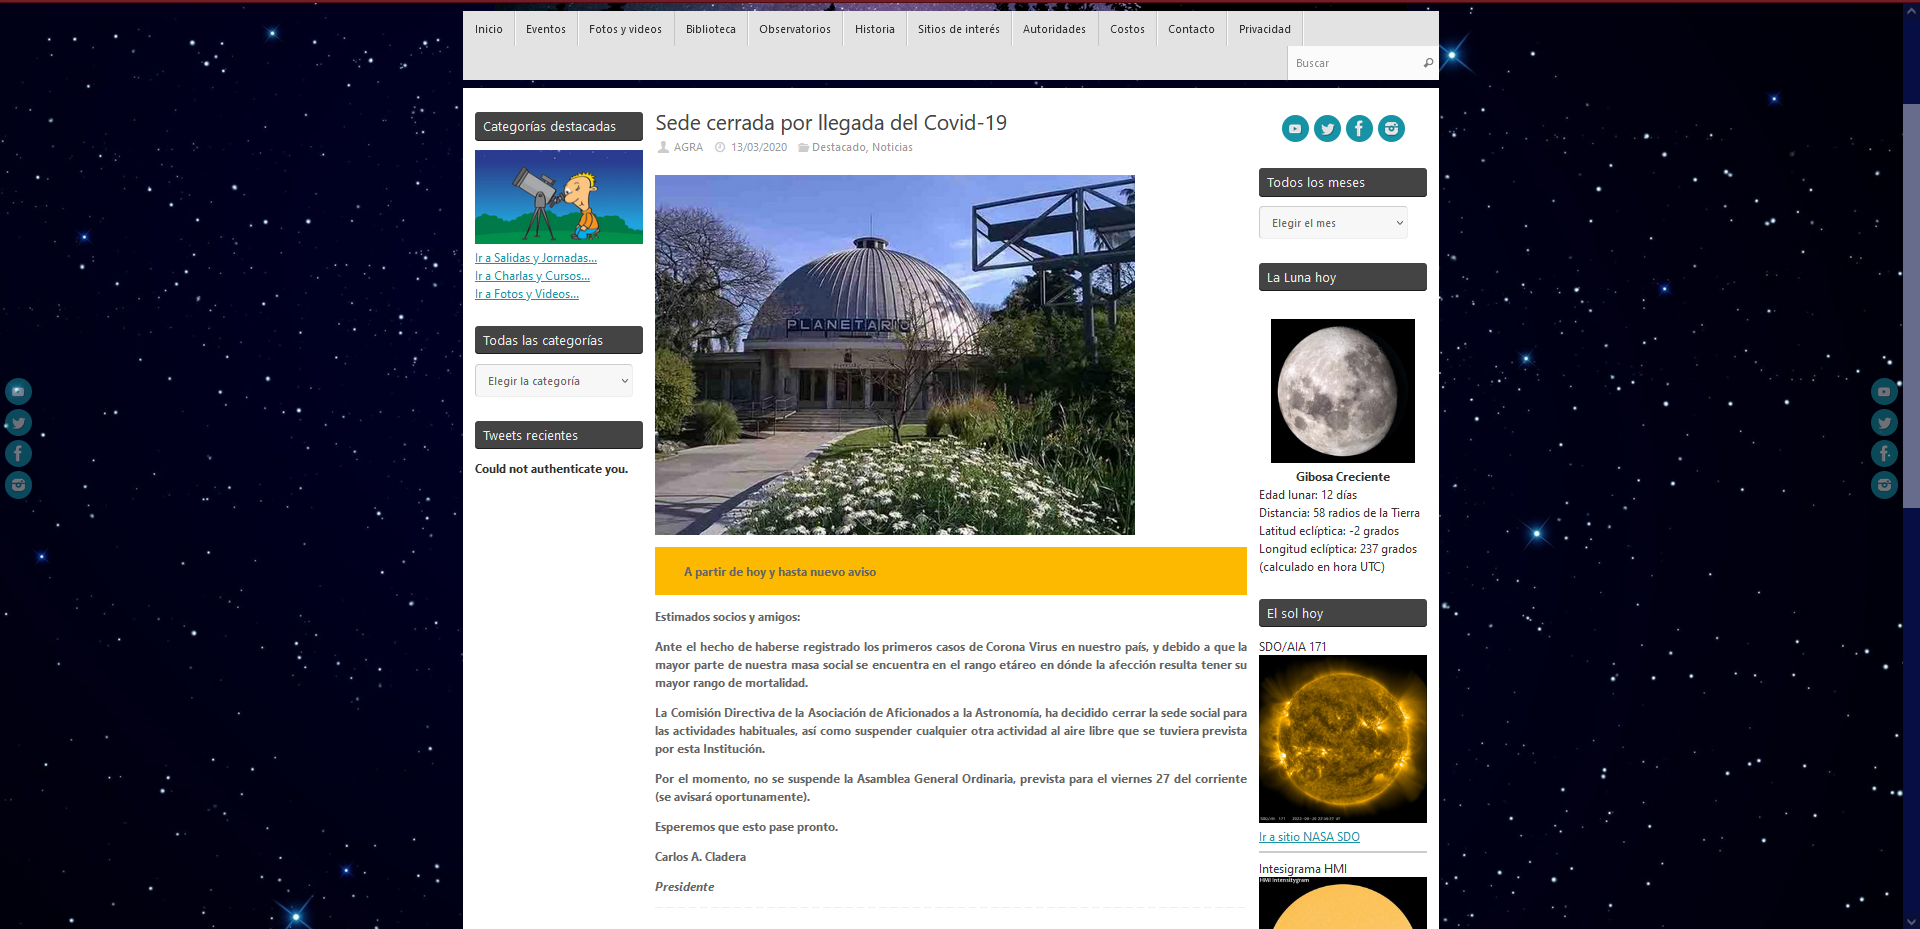 Inicio
Eventos
Fotos y videos
Biblioteca
Observatorios
Historia
Sitios de interés
Autoridades
Costos
Contacto
Privacidad
Buscar
Categorías destacadas
Ir a Salidas y Jornadas...
Ir a Charlas y Cursos...
Ir a Fotos y Videos...
Todas las categorías
Elegir la categoría
Tweets recientes
Could not authenticate you.
Sede cerrada por llegada del Covid-19
AGRA 13/03/2020 Destacado, Noticias
PLANETARIO
A partir de hoy y hasta nuevo aviso
Estimados socios y amigos:
Ante el hecho de haberse registrado los primeros casos de Corona Virus en nuestro país, y debido a que la
mayor parte de nuestra masa social se encuentra en el rango etáreo en dónde la afección resulta tener su
mayor rango de mortalidad.
La Comisión Directiva de la Asociación de Aficionados a la Astronomía, ha decidido cerrar la sede social para
las actividades habituales, así como suspender cualquier otra actividad al aire libre que se tuviera prevista
por esta Institución.
Por el momento, no se suspende la Asamblea General Ordinaria, prevista para el viernes 27 del corriente
(se avisará oportunamente).
Esperemos que esto pase pronto.
Carlos A. Cladera
Presidente
Todos los meses
Elegir el mes
La Luna hoy
Gibosa Creciente
Edad lunar: 12 días
Distancia: 58 radios de la Tierra
Latitud eclíptica: -2 grados
Longitud eclíptica: 237 grados
(calculado en hora UTC)
El sol hoy
SDO/AIA 171
Ir a sitio NASA SDO
Intesigrama HMI
HMI Intensitygram